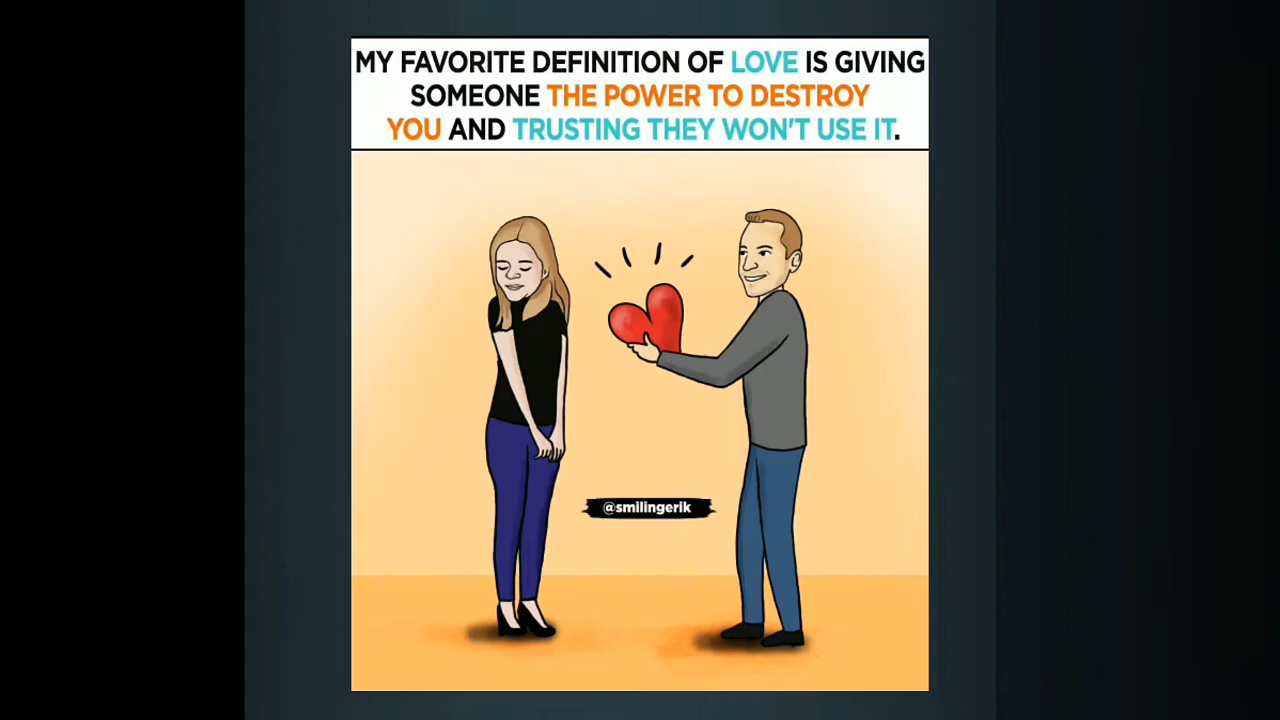 MY FAVORITE DEFINITION OF LOVE IS GIVING
SOMEONE THE POWER TO DESTROY
YOU AND TRUSTING THEY WON'T USE IT.
@smilingerik